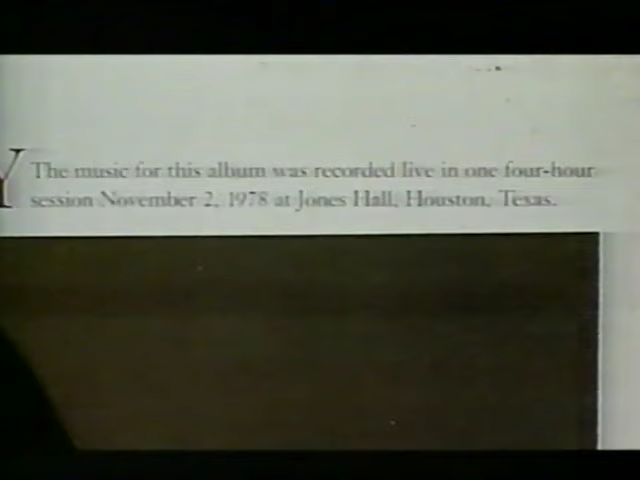 Y
The music for this album was recorded live in one four-hour
session November 2, 1978 at Jones Hall, Houston, Texas.